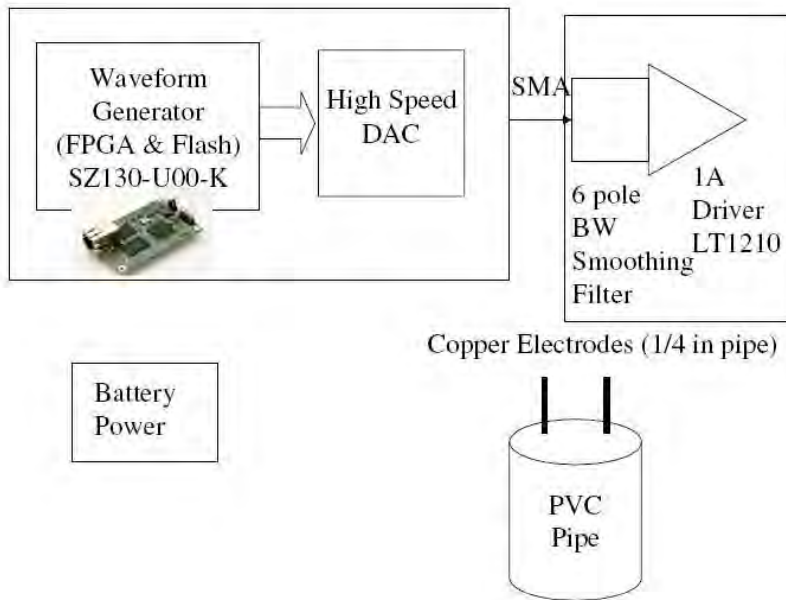 Waveform
Generator
(FPGA & Flash)
SZ130-U00-K
High Speed
DAC
SMA
6 pole
BW
Smoothing
Filter
1A
Driver
LT1210
Copper Electrodes (1/4 in pipe)
Battery
Power
PVC
Pipe